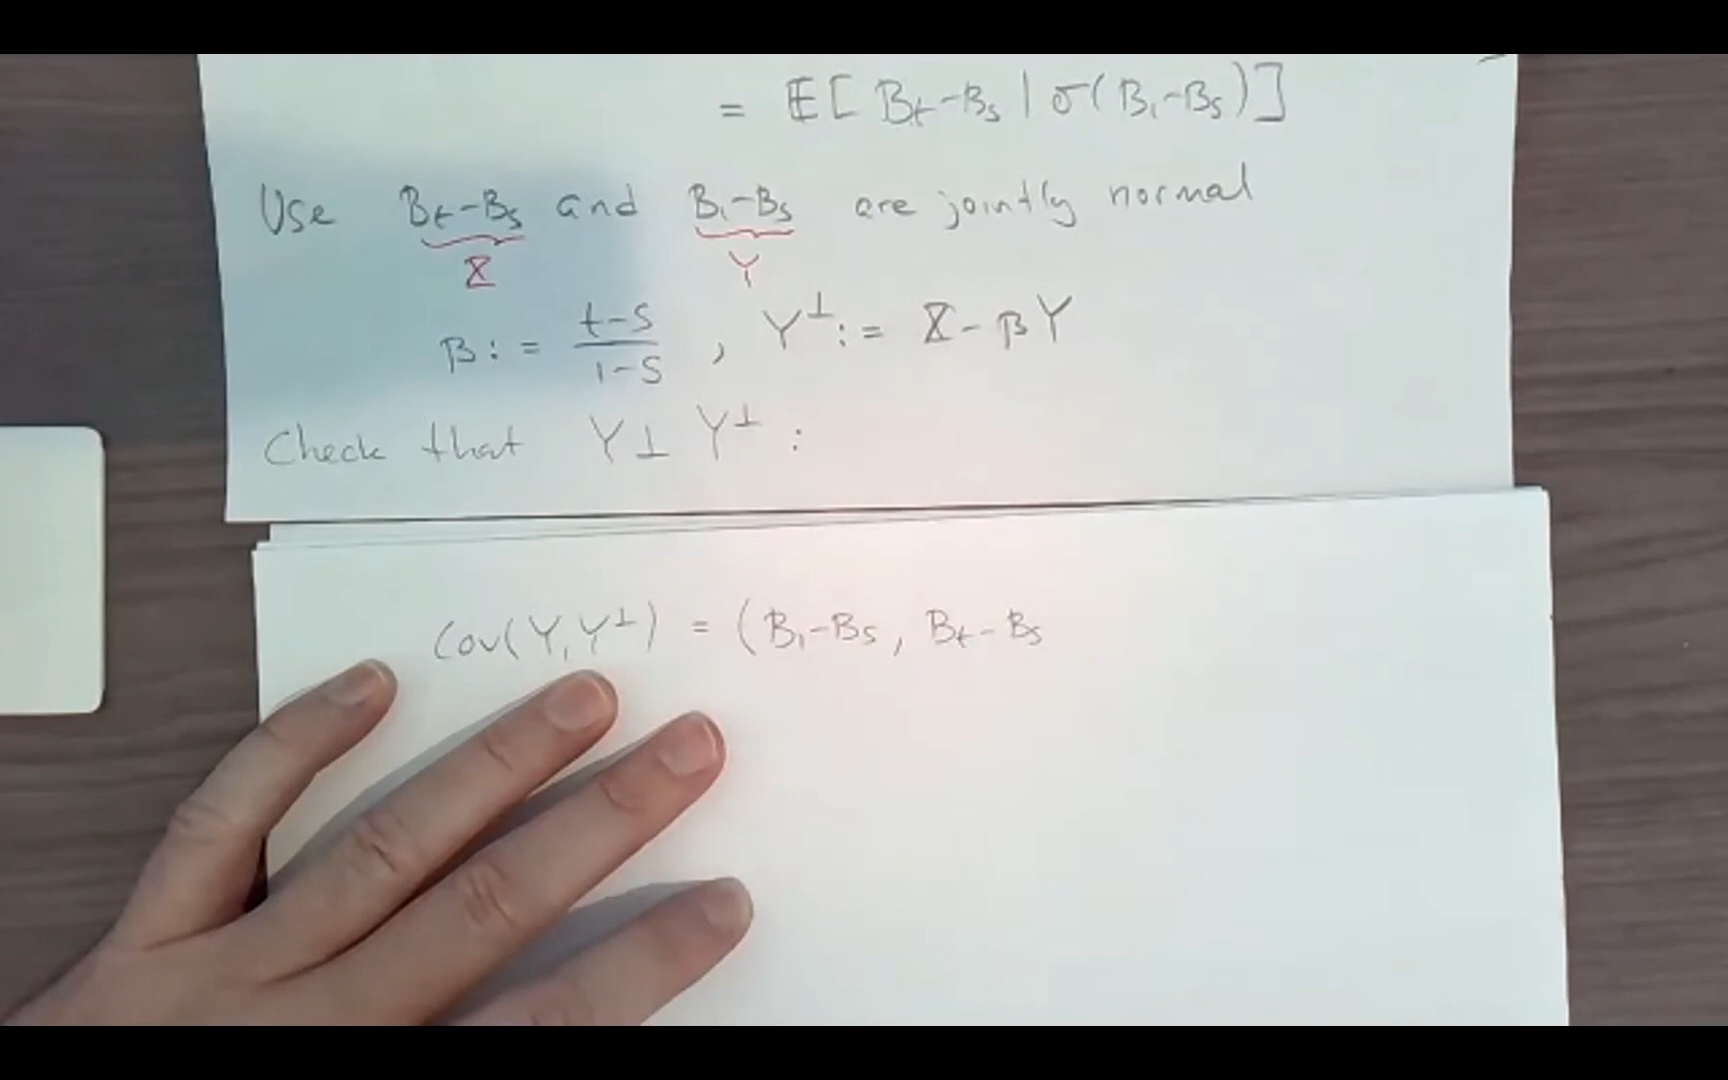 = 𝔼[B_t-B_s | σ(B_1-B_s)]
Use B_t-B_s and B_1-B_s are jointly normal
X Y
β := (t-s)/(1-s) , Y^⊥ := X - βY
Check that Y ⊥ Y^⊥ :
Cov(Y, Y^⊥) = (B_1-B_s , B_t-B_s